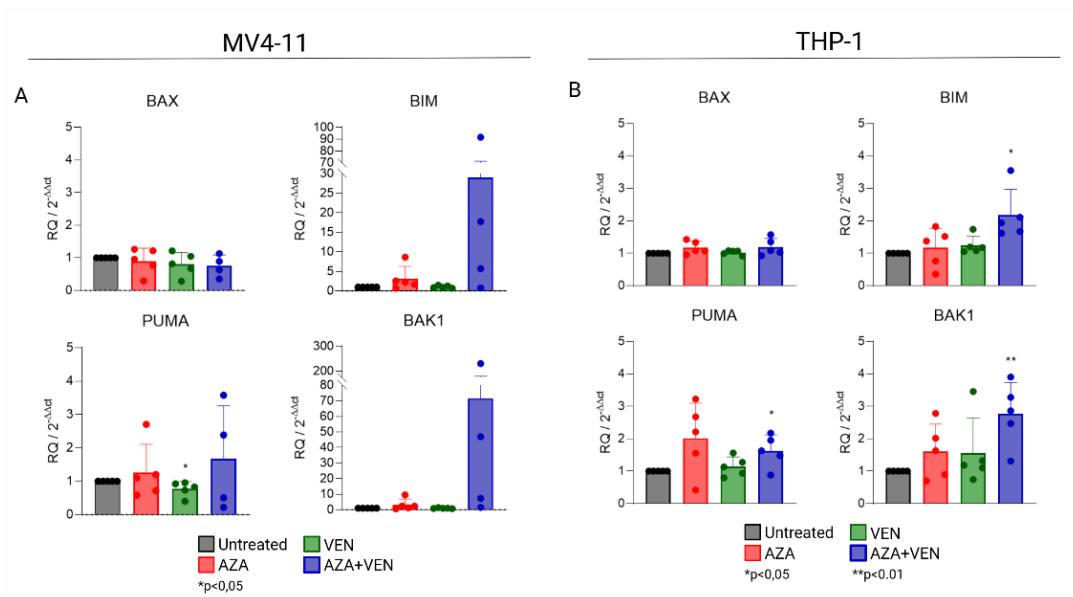 MV4-11
THP-1
A
B
BAX
BIM
BAX
BIM
RQ / 2^-ΔΔct
5
4
3
2
1
0
RQ / 2^-ΔΔct
100
90
80
70
30
25
20
15
10
5
0
RQ / 2^-ΔΔct
5
4
3
2
1
0
RQ / 2^-ΔΔct
5
4
3
2
1
0
*
PUMA
BAK1
PUMA
BAK1
RQ / 2^-ΔΔct
5
4
3
2
1
0
*
RQ / 2^-ΔΔct
300
200
80
70
60
50
40
30
20
10
0
RQ / 2^-ΔΔct
5
4
3
2
1
0
*
RQ / 2^-ΔΔct
5
4
3
2
1
0
**
Untreated VEN
AZA AZA+VEN
*p<0,05
Untreated VEN
AZA AZA+VEN
*p<0,05 **p<0.01